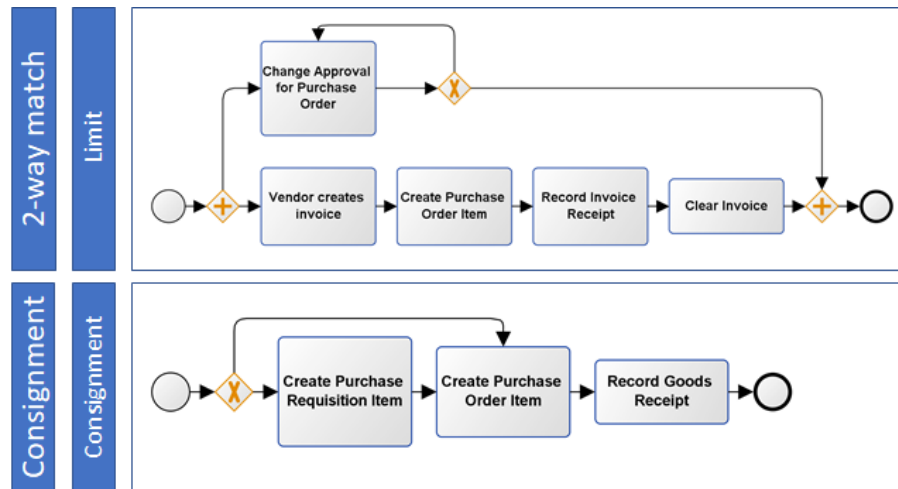 2-way match
Limit
Change Approval
for Purchase
Order
Vendor creates
invoice
Create Purchase
Order Item
Record Invoice
Receipt
Clear Invoice
Consignment
Consignment
Create Purchase
Requisition Item
Create Purchase
Order Item
Record Goods
Receipt